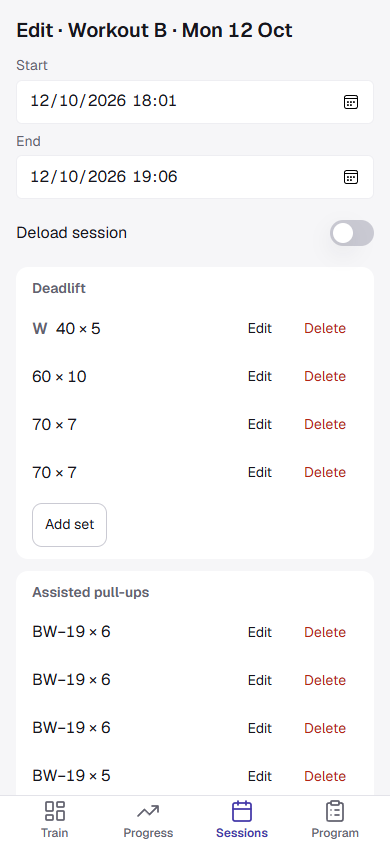 Edit · Workout B · Mon 12 Oct
Start
12/10/2026 18:01
End
12/10/2026 19:06
Deload session
Deadlift
W 40 × 5 Edit Delete
60 × 10 Edit Delete
70 × 7 Edit Delete
70 × 7 Edit Delete
Add set
Assisted pull-ups
BW−19 × 6 Edit Delete
BW−19 × 6 Edit Delete
BW−19 × 6 Edit Delete
BW−19 × 5 Edit Delete
Train Progress Sessions Program